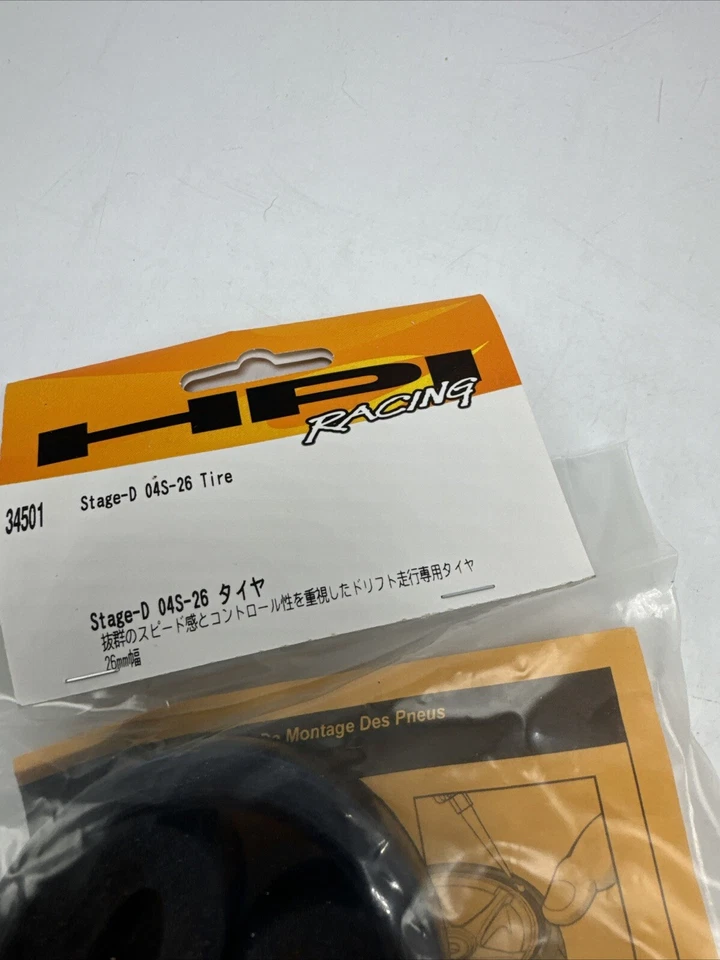 HPI
RACING
34501
Stage-D 04S-26 Tire
Stage-D 04S-26 タイヤ
抜群のスピード感とコントロール性を重視したドリフト走行専用タイヤ
26mm幅
De Montage Des Pneus